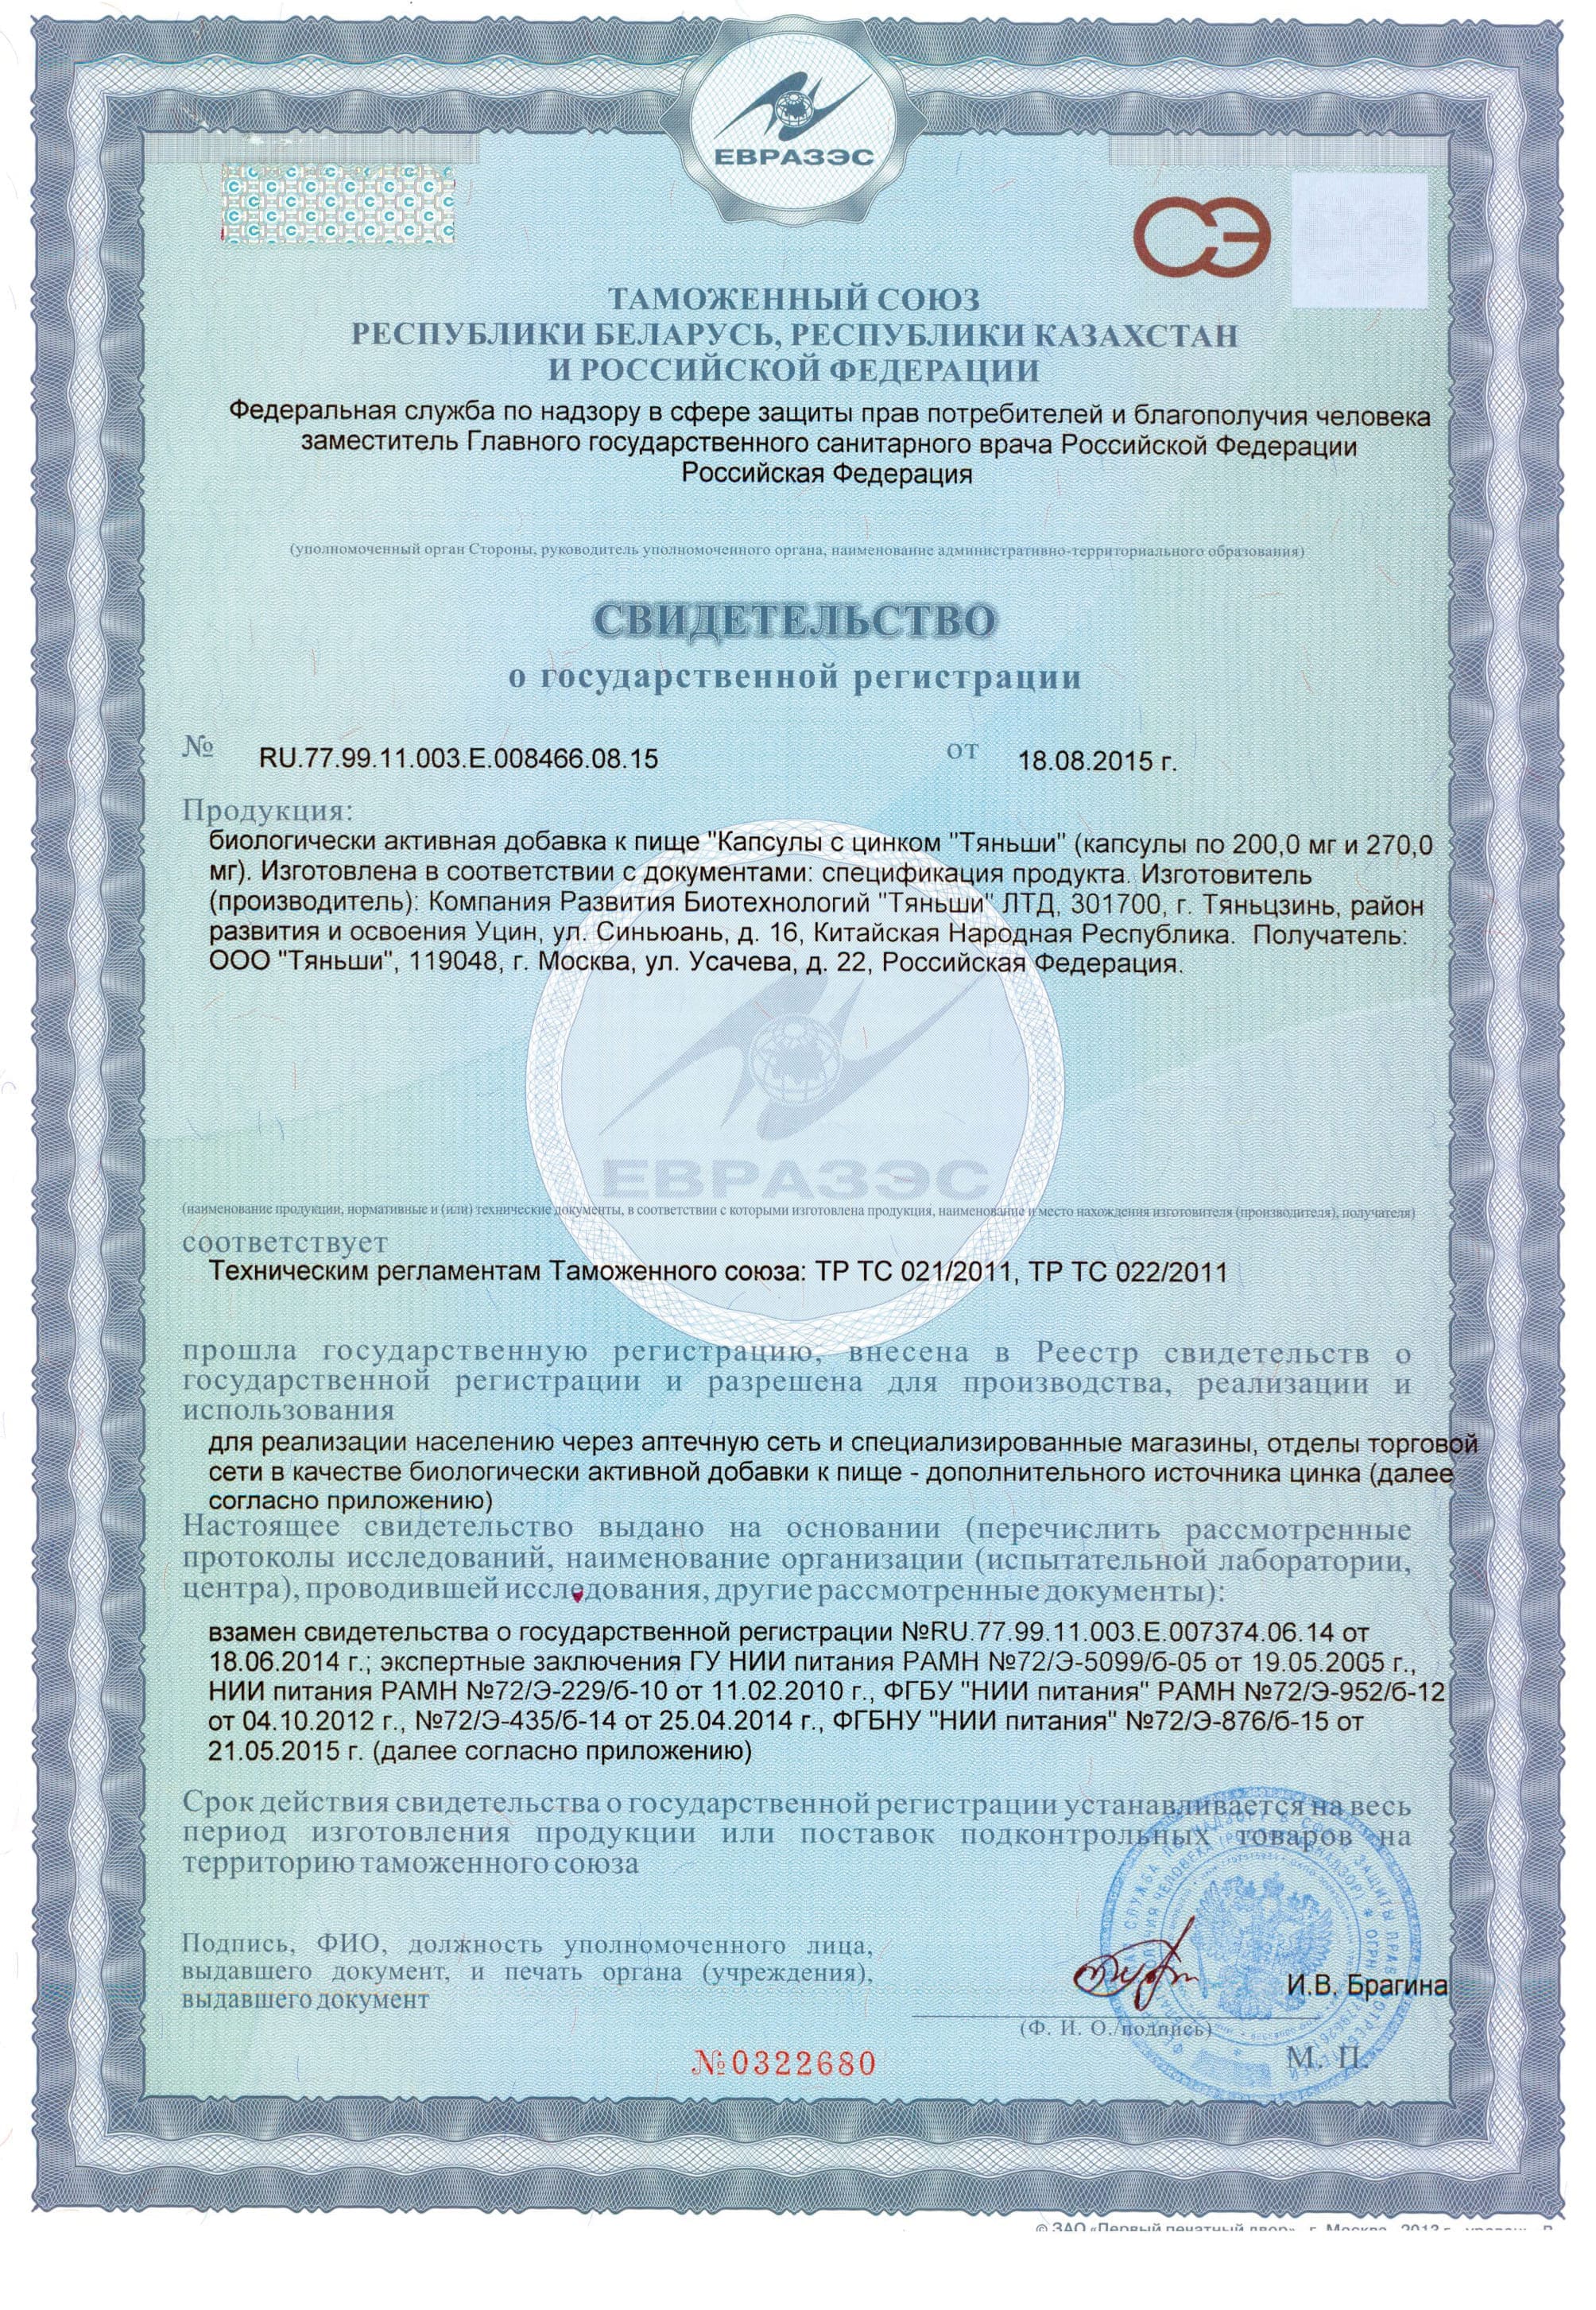 ЕВРАЗЭС
СЭ
ТАМОЖЕННЫЙ СОЮЗ
РЕСПУБЛИКИ БЕЛАРУСЬ, РЕСПУБЛИКИ КАЗАХСТАН
И РОССИЙСКОЙ ФЕДЕРАЦИИ
Федеральная служба по надзору в сфере защиты прав потребителей и благополучия человека
заместитель Главного государственного санитарного врача Российской Федерации
Российская Федерация
(уполномоченный орган Стороны, руководитель уполномоченного органа, наименование административно-территориального образования)
СВИДЕТЕЛЬСТВО
о государственной регистрации
№ RU.77.99.11.003.Е.008466.08.15 от 18.08.2015 г.
Продукция:
биологически активная добавка к пище "Капсулы с цинком "Тяньши" (капсулы по 200,0 мг и 270,0
мг). Изготовлена в соответствии с документами: спецификация продукта. Изготовитель
(производитель): Компания Развития Биотехнологий "Тяньши" ЛТД, 301700, г. Тяньцзинь, район
развития и освоения Уцин, ул. Синьюань, д. 16, Китайская Народная Республика. Получатель:
ООО "Тяньши", 119048, г. Москва, ул. Усачева, д. 22, Российская Федерация.
ЕВРАЗЭС
(наименование продукции, нормативные и (или) технические документы, в соответствии с которыми изготовлена продукция, наименование и место нахождения изготовителя (производителя), получателя)
соответствует
Техническим регламентам Таможенного союза: ТР ТС 021/2011, ТР ТС 022/2011
прошла государственную регистрацию, внесена в Реестр свидетельств о
государственной регистрации и разрешена для производства, реализации и
использования
для реализации населению через аптечную сеть и специализированные магазины, отделы торговой
сети в качестве биологически активной добавки к пище - дополнительного источника цинка (далее
согласно приложению)
Настоящее свидетельство выдано на основании (перечислить рассмотренные
протоколы исследований, наименование организации (испытательной лаборатории,
центра), проводившей исследования, другие рассмотренные документы):
взамен свидетельства о государственной регистрации №RU.77.99.11.003.Е.007374.06.14 от
18.06.2014 г.; экспертные заключения ГУ НИИ питания РАМН №72/Э-5099/б-05 от 19.05.2005 г.,
НИИ питания РАМН №72/Э-229/б-10 от 11.02.2010 г., ФГБУ "НИИ питания" РАМН №72/Э-952/б-12
от 04.10.2012 г., №72/Э-435/б-14 от 25.04.2014 г., ФГБНУ "НИИ питания" №72/Э-876/б-15 от
21.05.2015 г. (далее согласно приложению)
Срок действия свидетельства о государственной регистрации устанавливается на весь
период изготовления продукции или поставок подконтрольных товаров на
территорию таможенного союза
Подпись, ФИО, должность уполномоченного лица,
выдавшего документ, и печать органа (учреждения),
выдавшего документ
И.В. Брагина
(Ф. И. О./подпись)
М. П.
№0322680
© ЗАО «Первый печатный двор», г. Москва, 2013 г., уровень В